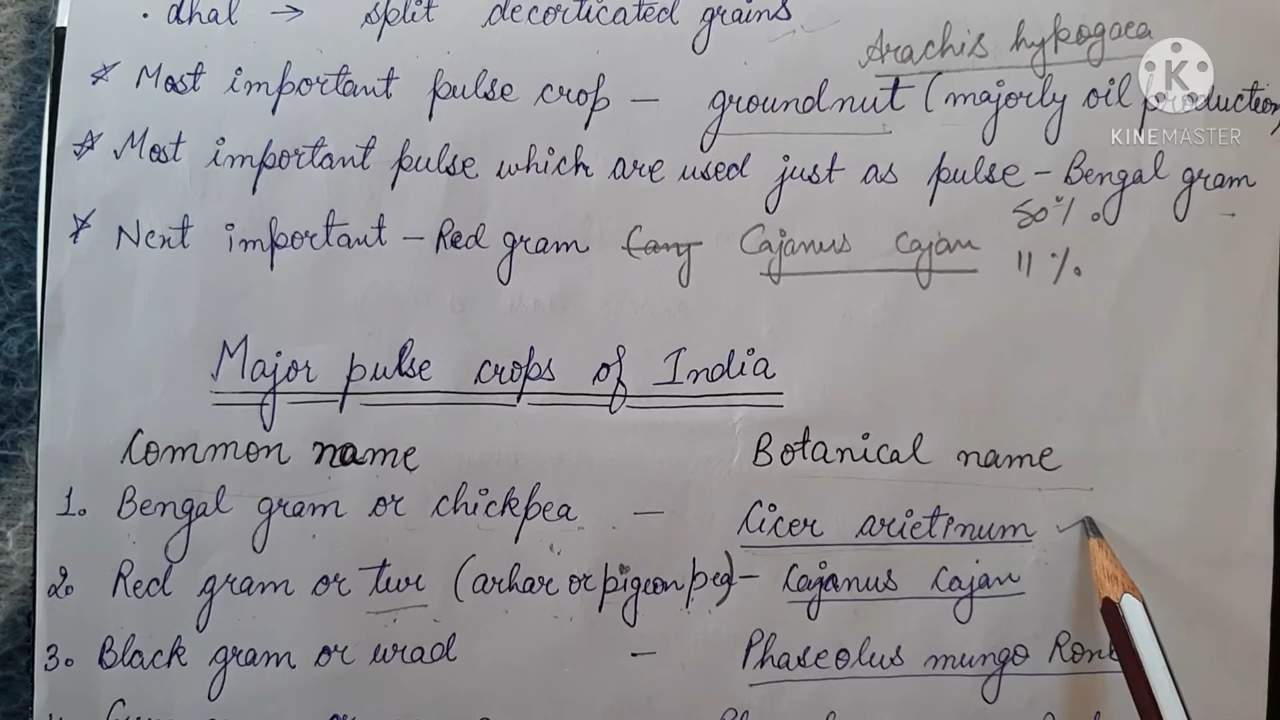 . dhal → split decorticated grains
Arachis hykogaea
* Most important pulse crop – groundnut (majorly oil production
* Most important pulse which are used just as pulse – Bengal gram
50%.
* Next important – Red gram Cajanus cajan 11%.
Major pulse crops of India
Common name Botanical name
1. Bengal gram or chickpea – Cicer arietinum
2. Red gram or tur (arhar or pigeon pea) – Cajanus Cajan
3. Black gram or urad – Phaseolus mungo
K
KINEMASTER